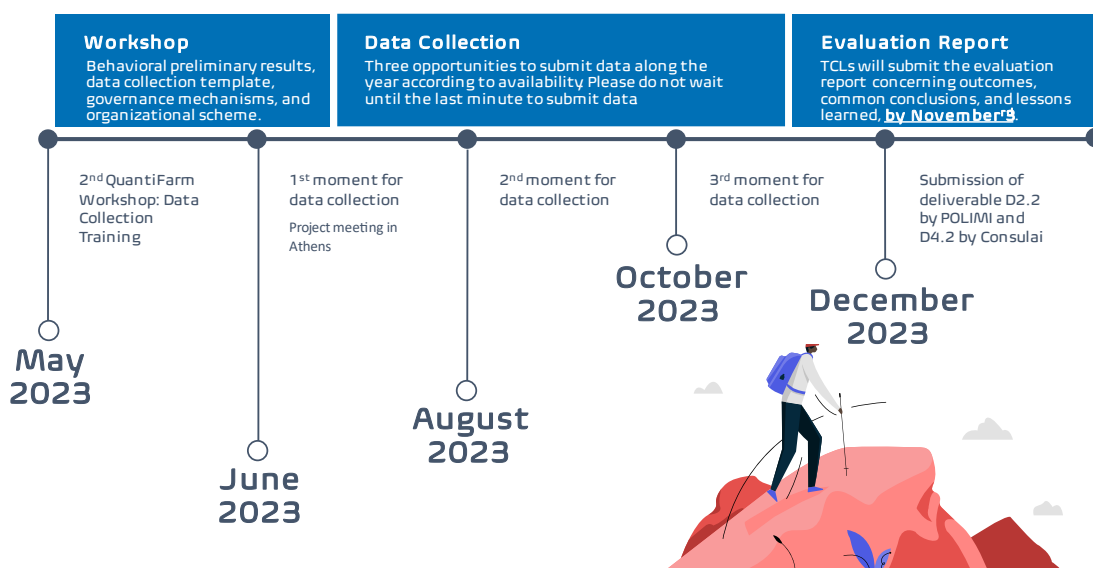 Workshop
Behavioral preliminary results,
data collection template,
governance mechanisms, and
organizational scheme.
Data Collection
Three opportunities to submit data along the
year according to availability. Please do not wait
until the last minute to submit data
Evaluation Report
TCLs will submit the evaluation
report concerning outcomes,
common conclusions, and lessons
learned, by November
2nd QuantiFarm
Workshop: Data
Collection
Training
May
2023
1st moment for
data collection
Project meeting in
Athens
June
2023
2nd moment for
data collection
August
2023
3rd moment for
data collection
October
2023
Submission of
deliverable D2.2
by POLIMI and
D4.2 by Consulai
December
2023